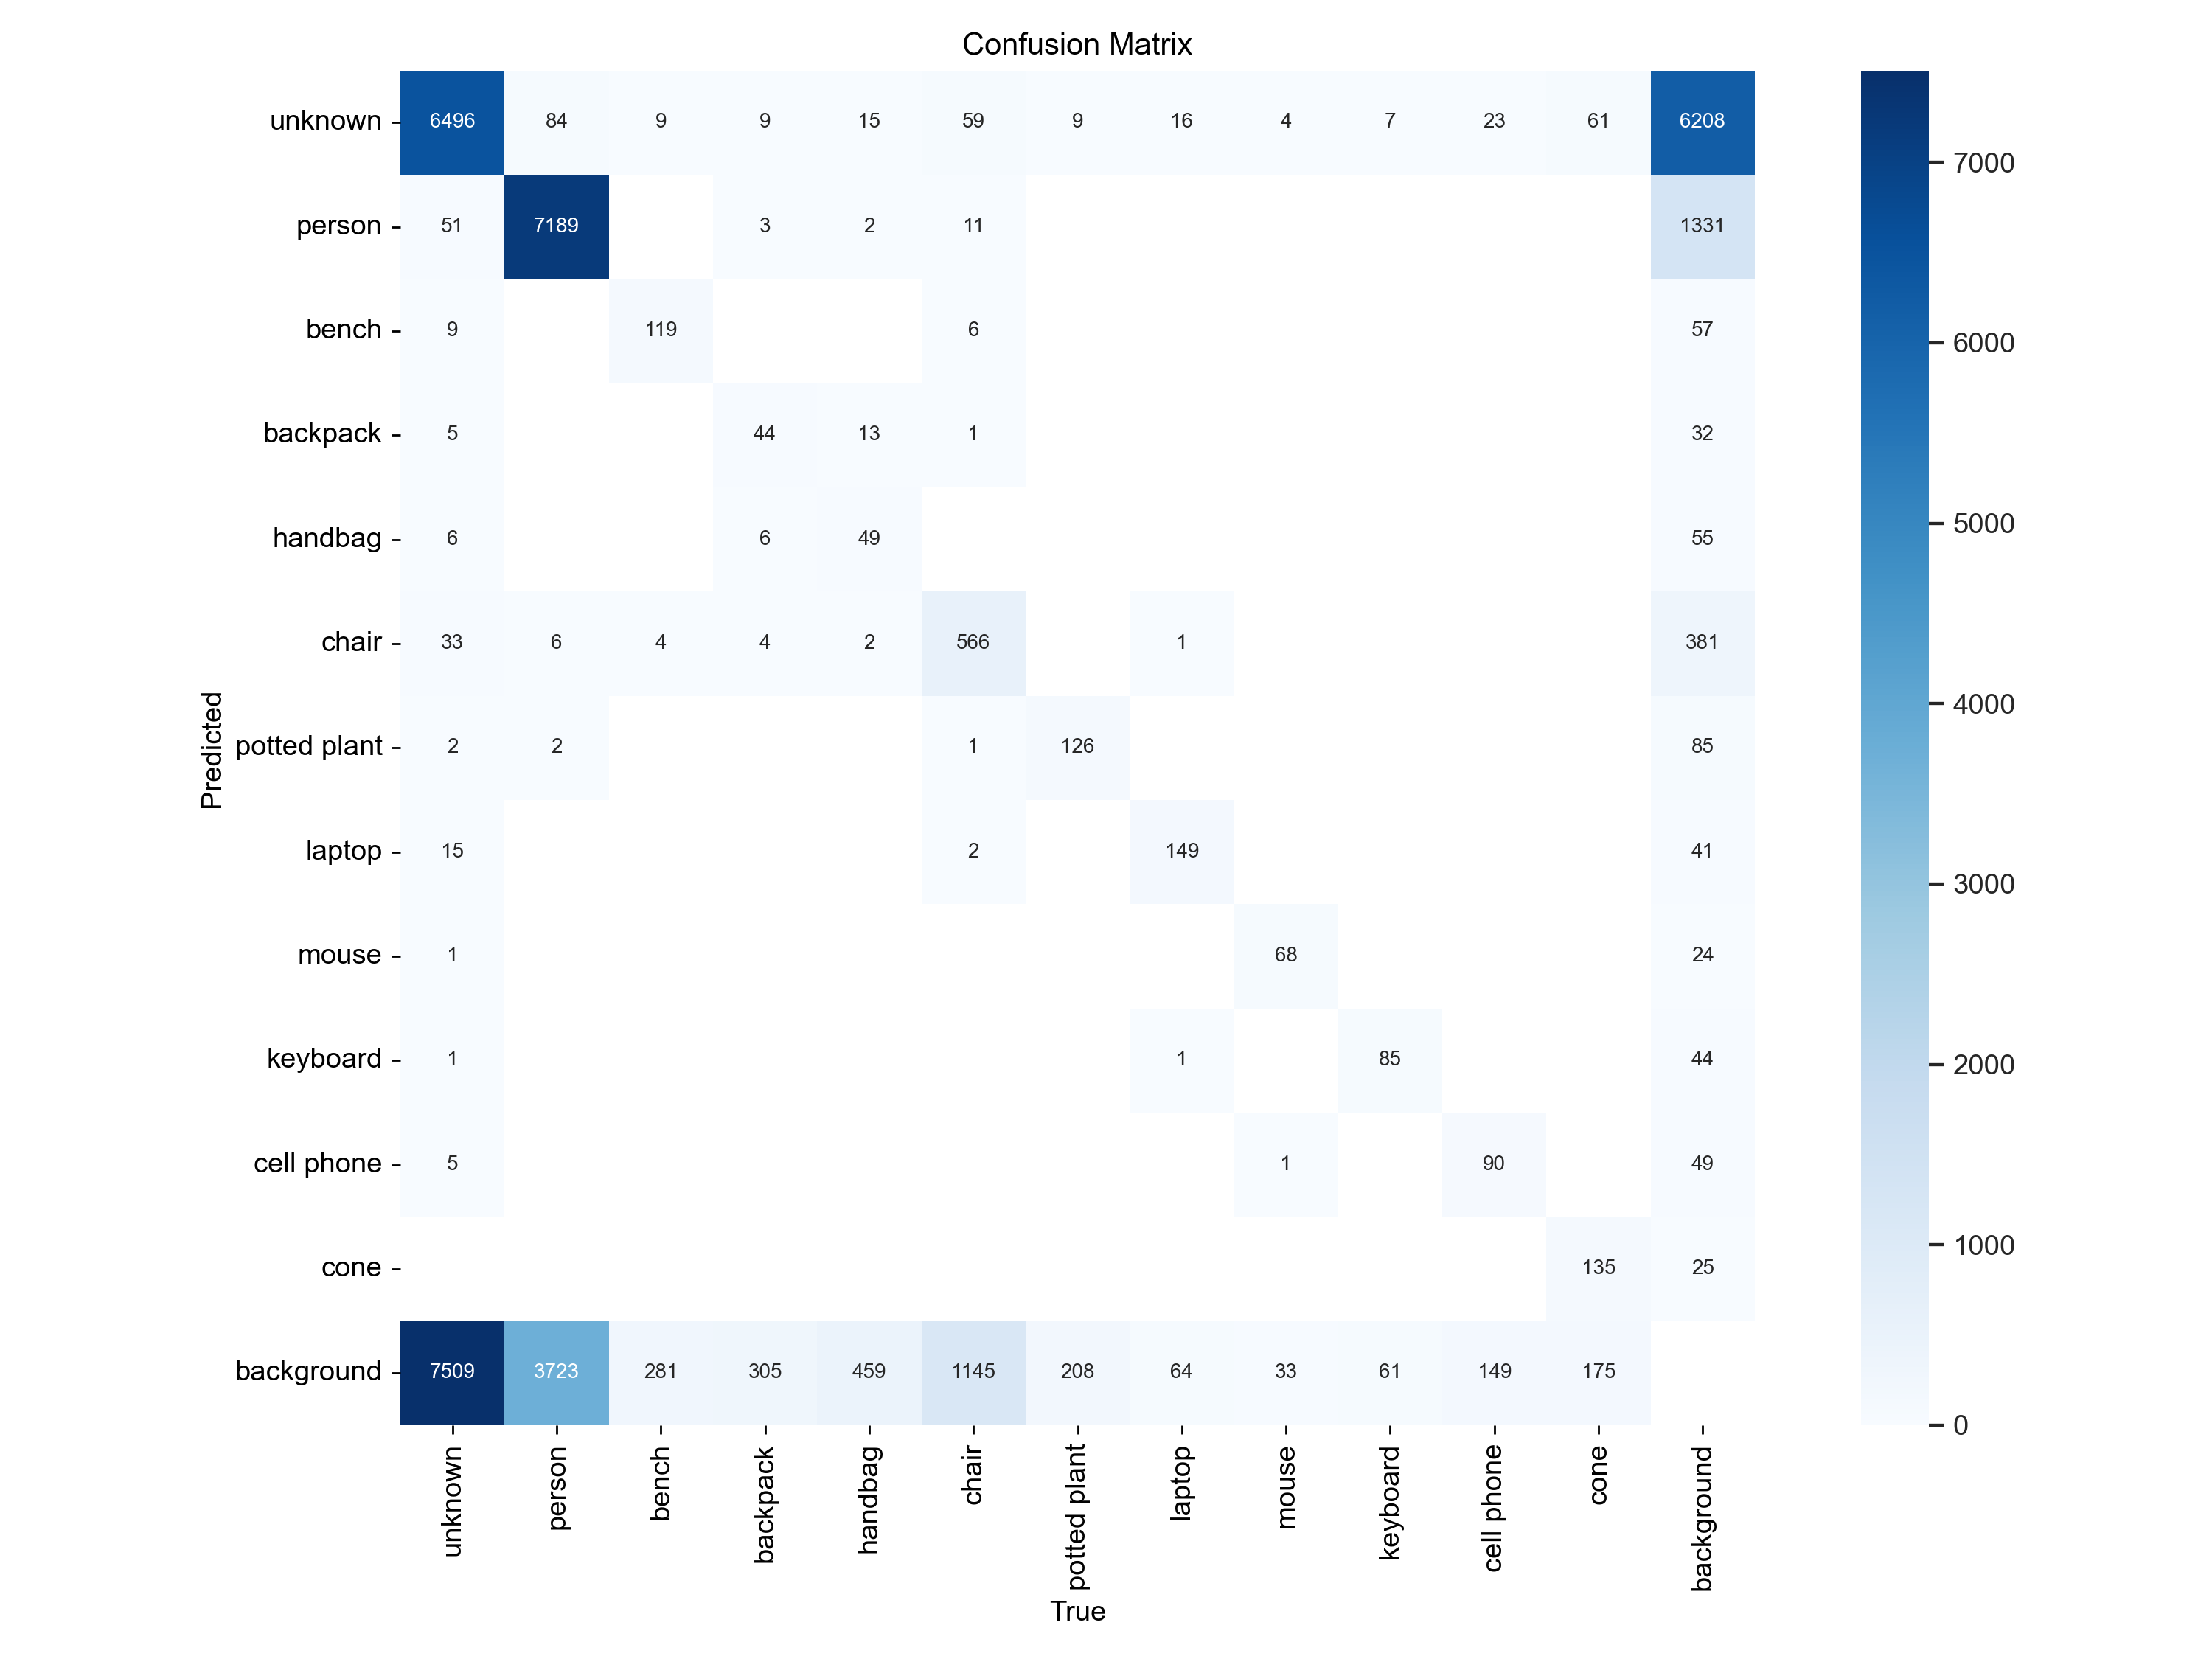 Confusion Matrix
unknown 6496 84 9 9 15 59 9 16 4 7 23 61 6208
person 51 7189 3 2 11 1331
bench 9 119 6 57
backpack 5 44 13 1 32
handbag 6 6 49 55
chair 33 6 4 4 2 566 1 381
potted plant 2 2 1 126 85
laptop 15 2 149 41
mouse 1 68 24
keyboard 1 1 85 44
cell phone 5 1 90 49
cone 135 25
background 7509 3723 281 305 459 1145 208 64 33 61 149 175
Predicted
unknown person bench backpack handbag chair potted plant laptop mouse keyboard cell phone cone background
True
7000
6000
5000
4000
3000
2000
1000
0